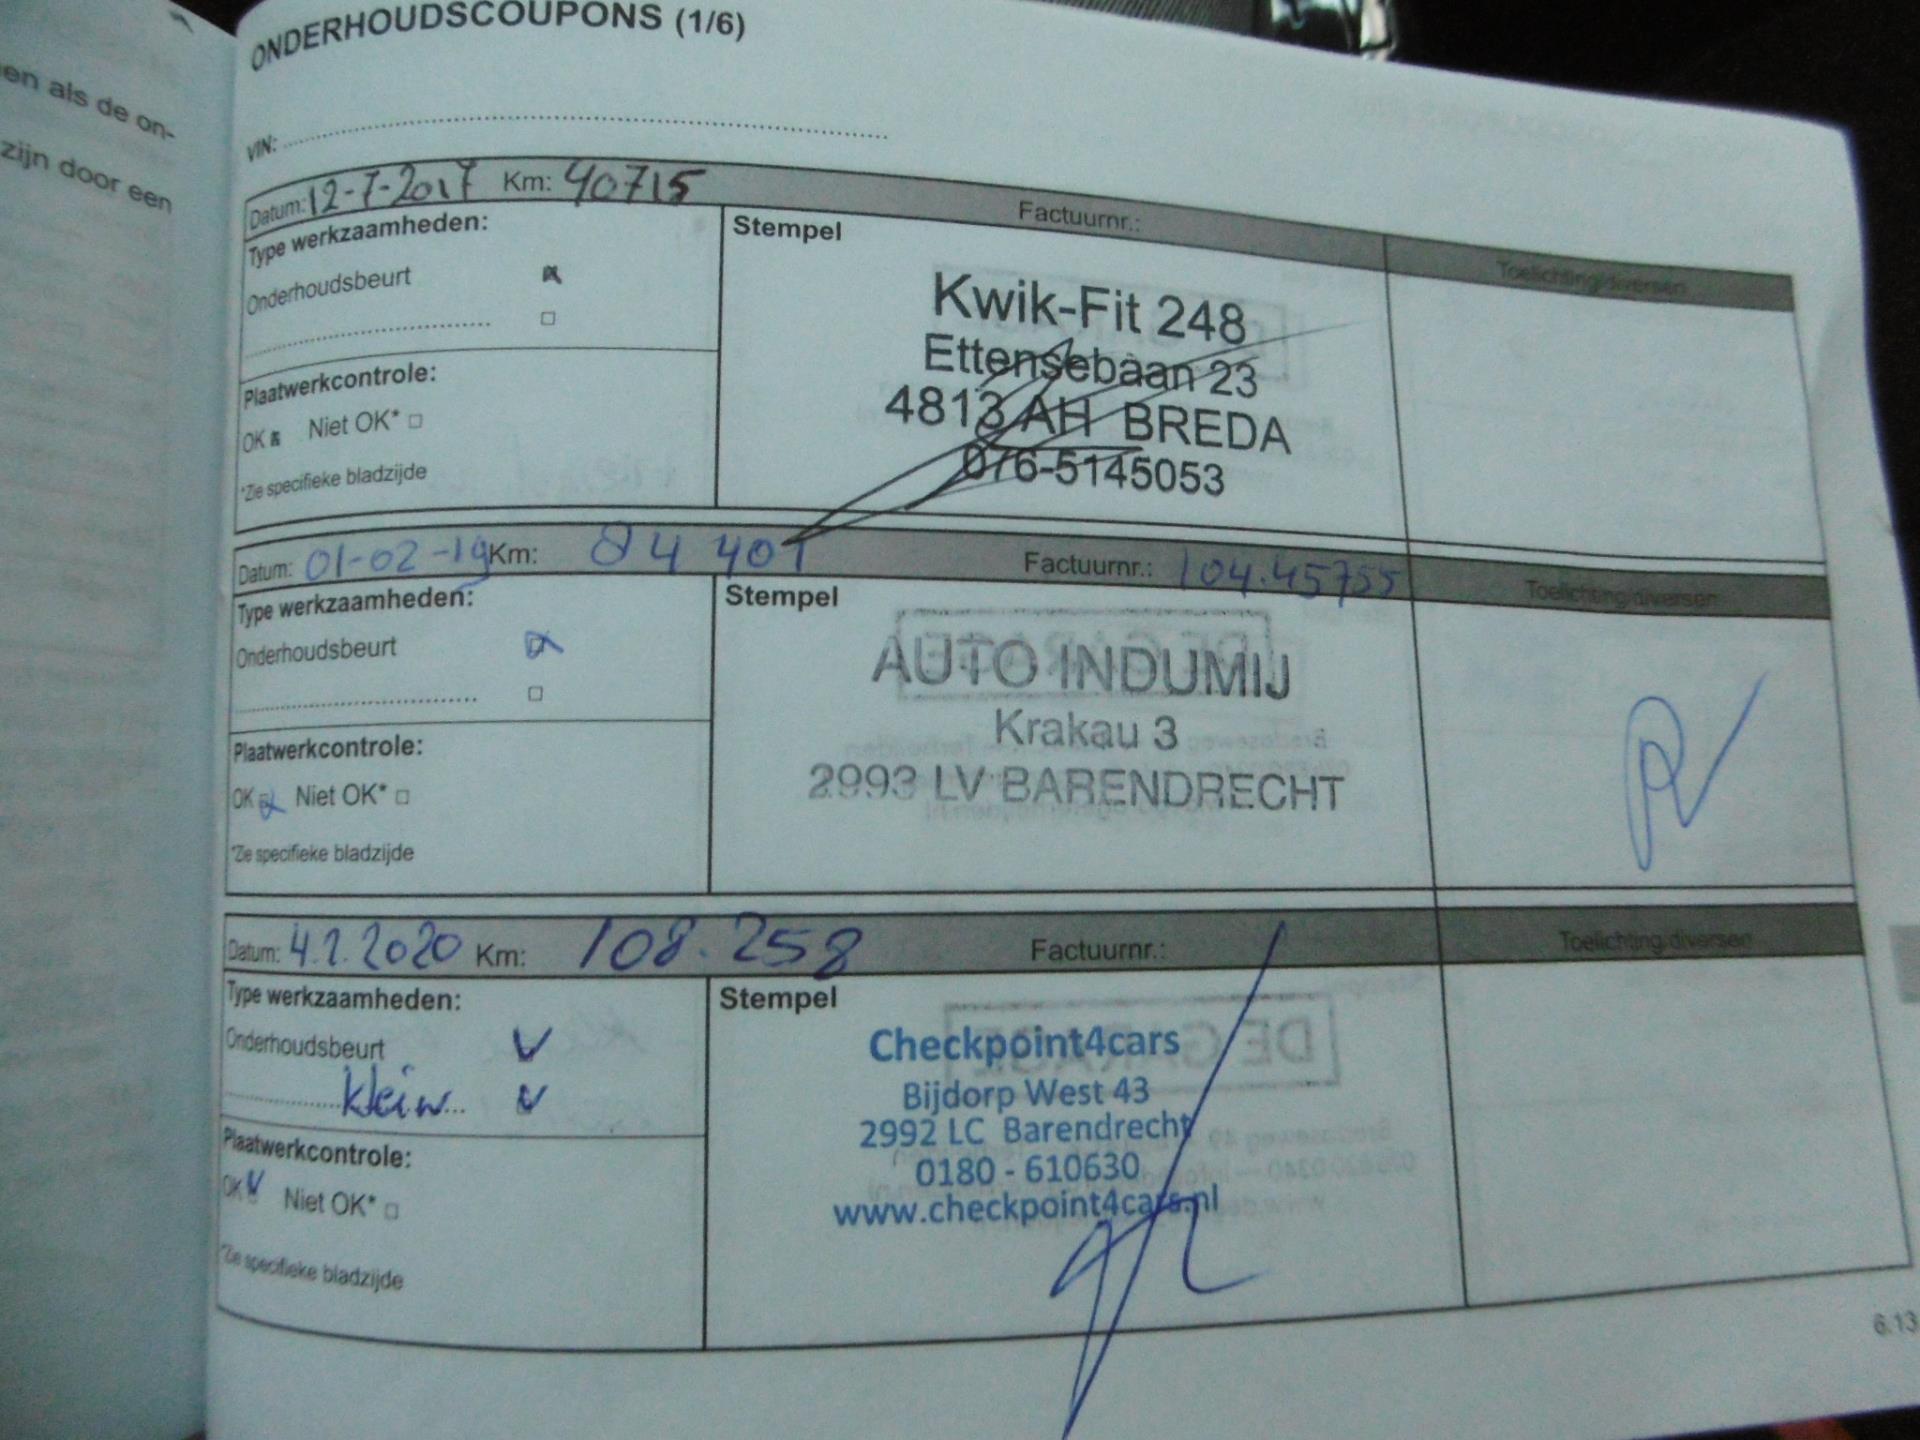 en als de on-
zijn door een
ONDERHOUDSCOUPONS (1/6)
VIN:
Datum: 12-7-2017 Km: 40715 Factuurnr.: Toelichting/diversen
Type werkzaamheden:
Onderhoudsbeurt
Plaatwerkcontrole:
OK Niet OK*
*Zie specifieke bladzijde
Stempel
Kwik-Fit 248
Ettensebaan 23
4813 AH BREDA
076-5145053
Datum: 01-02-19 Km: 84 401 Factuurnr.: 104.45755 Toelichting/diversen
Type werkzaamheden:
Onderhoudsbeurt
Plaatwerkcontrole:
OK Niet OK*
*Zie specifieke bladzijde
Stempel
AUTO INDUMIJ
Krakau 3
2993 LV BARENDRECHT
Datum: 4.2.2020 Km: 108.258 Factuurnr.: Toelichting/diversen
Type werkzaamheden:
Onderhoudsbeurt
klein
Plaatwerkcontrole:
OK Niet OK*
*Zie specifieke bladzijde
Stempel
Checkpoint4cars
Bijdorp West 43
2992 LC Barendrecht
0180 - 610630
www.checkpoint4cars.nl
6.13